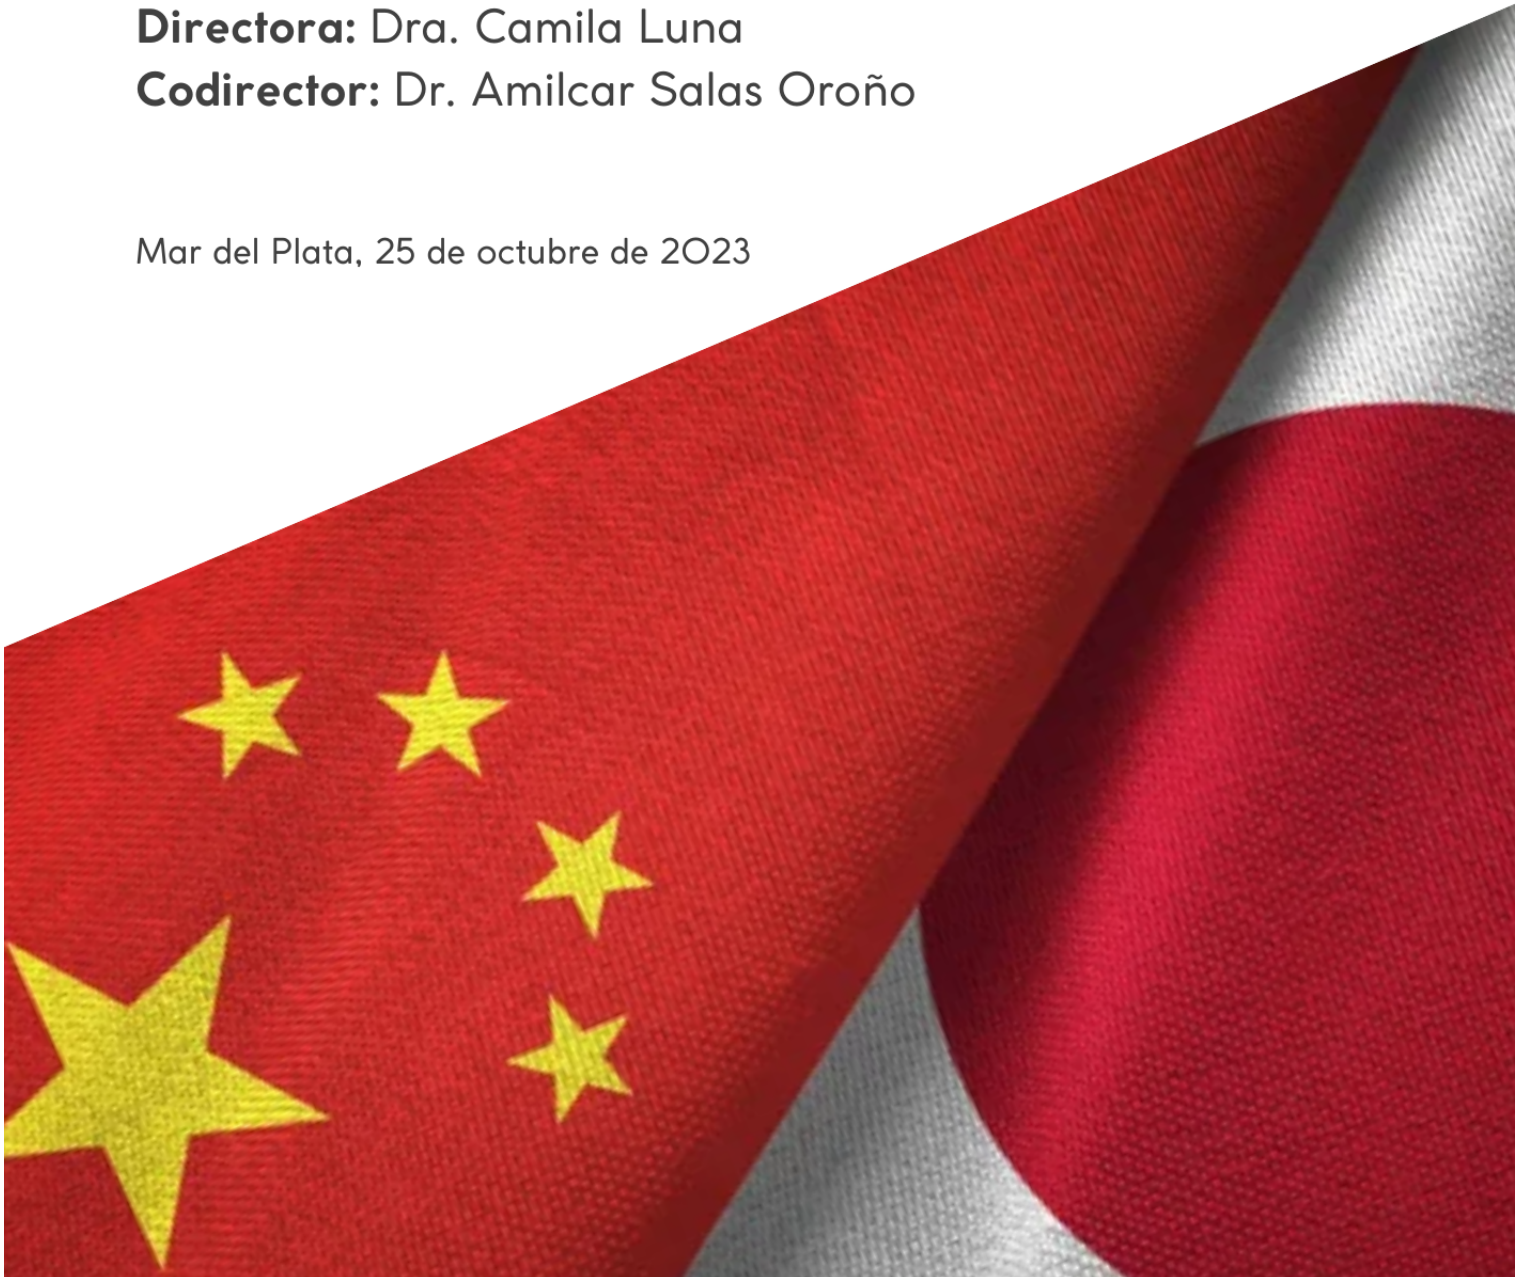 Directora: Dra. Camila Luna
Codirector: Dr. Amilcar Salas Oroño
Mar del Plata, 25 de octubre de 2023